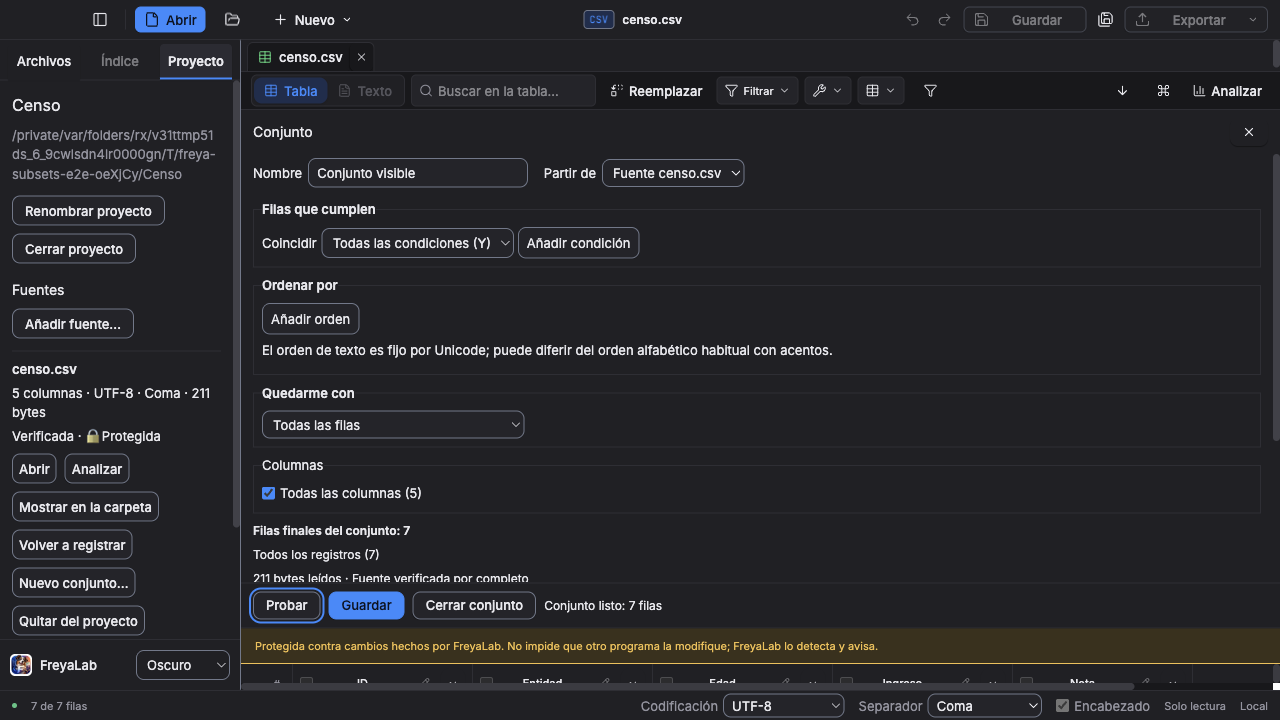 Abrir
Nuevo
CSV censo.csv
Guardar
Exportar
Archivos
Índice
Proyecto
censo.csv
Tabla
Texto
Buscar en la tabla...
Reemplazar
Filtrar
Analizar
Censo
/private/var/folders/rx/v31ttmp51
ds_6_9cwlsdn4lr0000gn/T/freya-
subsets-e2e-oeXjCy/Censo
Renombrar proyecto
Cerrar proyecto
Fuentes
Añadir fuente...
censo.csv
5 columnas · UTF-8 · Coma · 211
bytes
Verificada · 🔒Protegida
Abrir
Analizar
Mostrar en la carpeta
Volver a registrar
Nuevo conjunto...
Quitar del proyecto
FreyaLab
Oscuro
Conjunto
Nombre Conjunto visible Partir de Fuente censo.csv
Filas que cumplen
Coincidir Todas las condiciones (Y) Añadir condición
Ordenar por
Añadir orden
El orden de texto es fijo por Unicode; puede diferir del orden alfabético habitual con acentos.
Quedarme con
Todas las filas
Columnas
Todas las columnas (5)
Filas finales del conjunto: 7
Todos los registros (7)
211 bytes leídos · Fuente verificada por completo
Probar
Guardar
Cerrar conjunto
Conjunto listo: 7 filas
Protegida contra cambios hechos por FreyaLab. No impide que otro programa la modifique; FreyaLab lo detecta y avisa.
# ID Entidad Edad Ingreso Nota
7 de 7 filas
Codificación UTF-8 Separador Coma Encabezado Solo lectura Local